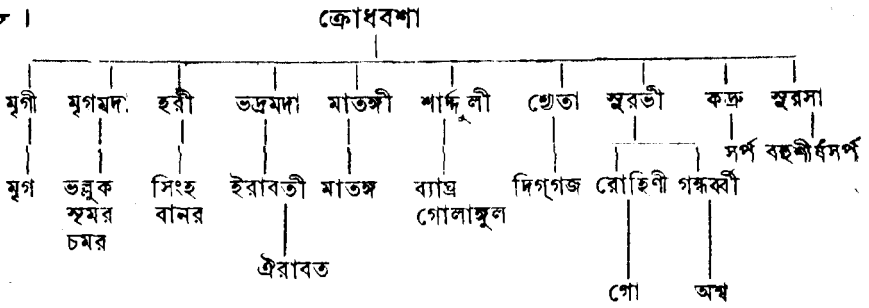 ৮।
ক্রোধবশা
মৃগী মৃগমদা হরী ভদ্রমদা মাতঙ্গী শার্দ্দূলী শ্বেতা সুরভী কদ্রু সুরসা
সর্প বহুশীর্ষসর্প
মৃগ ভল্লুক সিংহ ইরাবতী মাতঙ্গ ব্যাঘ্র দিগ্‌গজ রোহিণী গন্ধর্ব্বী
সৃমর বানর গোলাঙ্গুল
চমর
ঐরাবত
গো অশ্ব